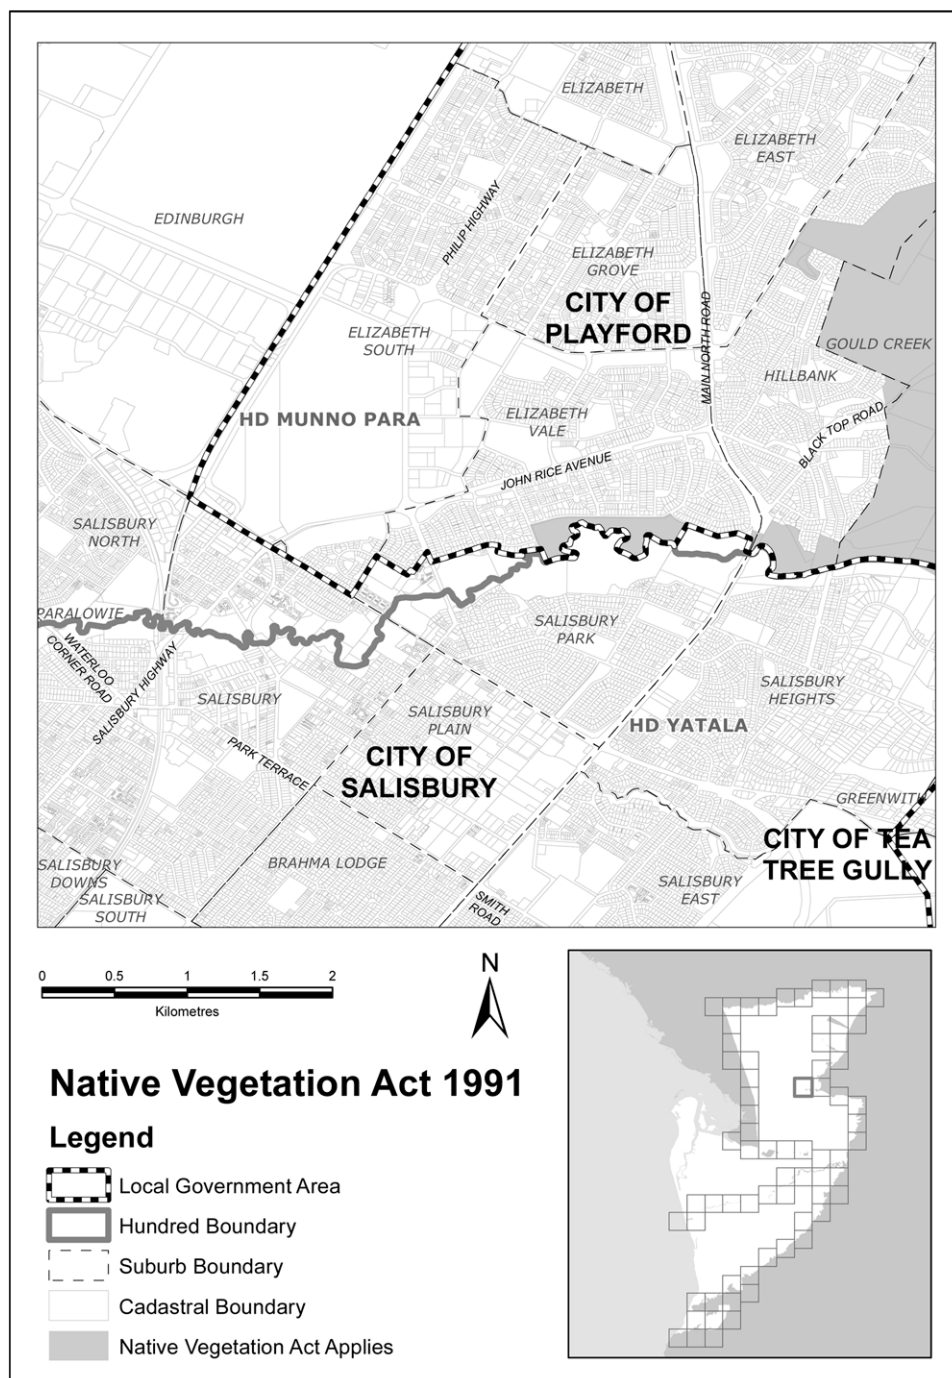 ELIZABETH
ELIZABETH
EAST
EDINBURGH
PHILIP HIGHWAY
ELIZABETH
GROVE
CITY OF
PLAYFORD
MAIN NORTH ROAD
ELIZABETH
SOUTH
GOULD CREEK
HILLBANK
HD MUNNO PARA
ELIZABETH
VALE
BLACK TOP ROAD
JOHN RICE AVENUE
SALISBURY
NORTH
PARALOWIE
WATERLOO
CORNER ROAD
SALISBURY HIGHWAY
SALISBURY
SALISBURY
PARK
SALISBURY
HEIGHTS
SALISBURY
PLAIN
HD YATALA
PARK TERRACE
CITY OF
SALISBURY
GREENWITH
CITY OF TEA
TREE GULLY
SALISBURY
DOWNS
BRAHMA LODGE
SALISBURY
EAST
SALISBURY
SOUTH
SMITH
ROAD
0 0.5 1 1.5 2
Kilometres
N
Native Vegetation Act 1991
Legend
Local Government Area
Hundred Boundary
Suburb Boundary
Cadastral Boundary
Native Vegetation Act Applies